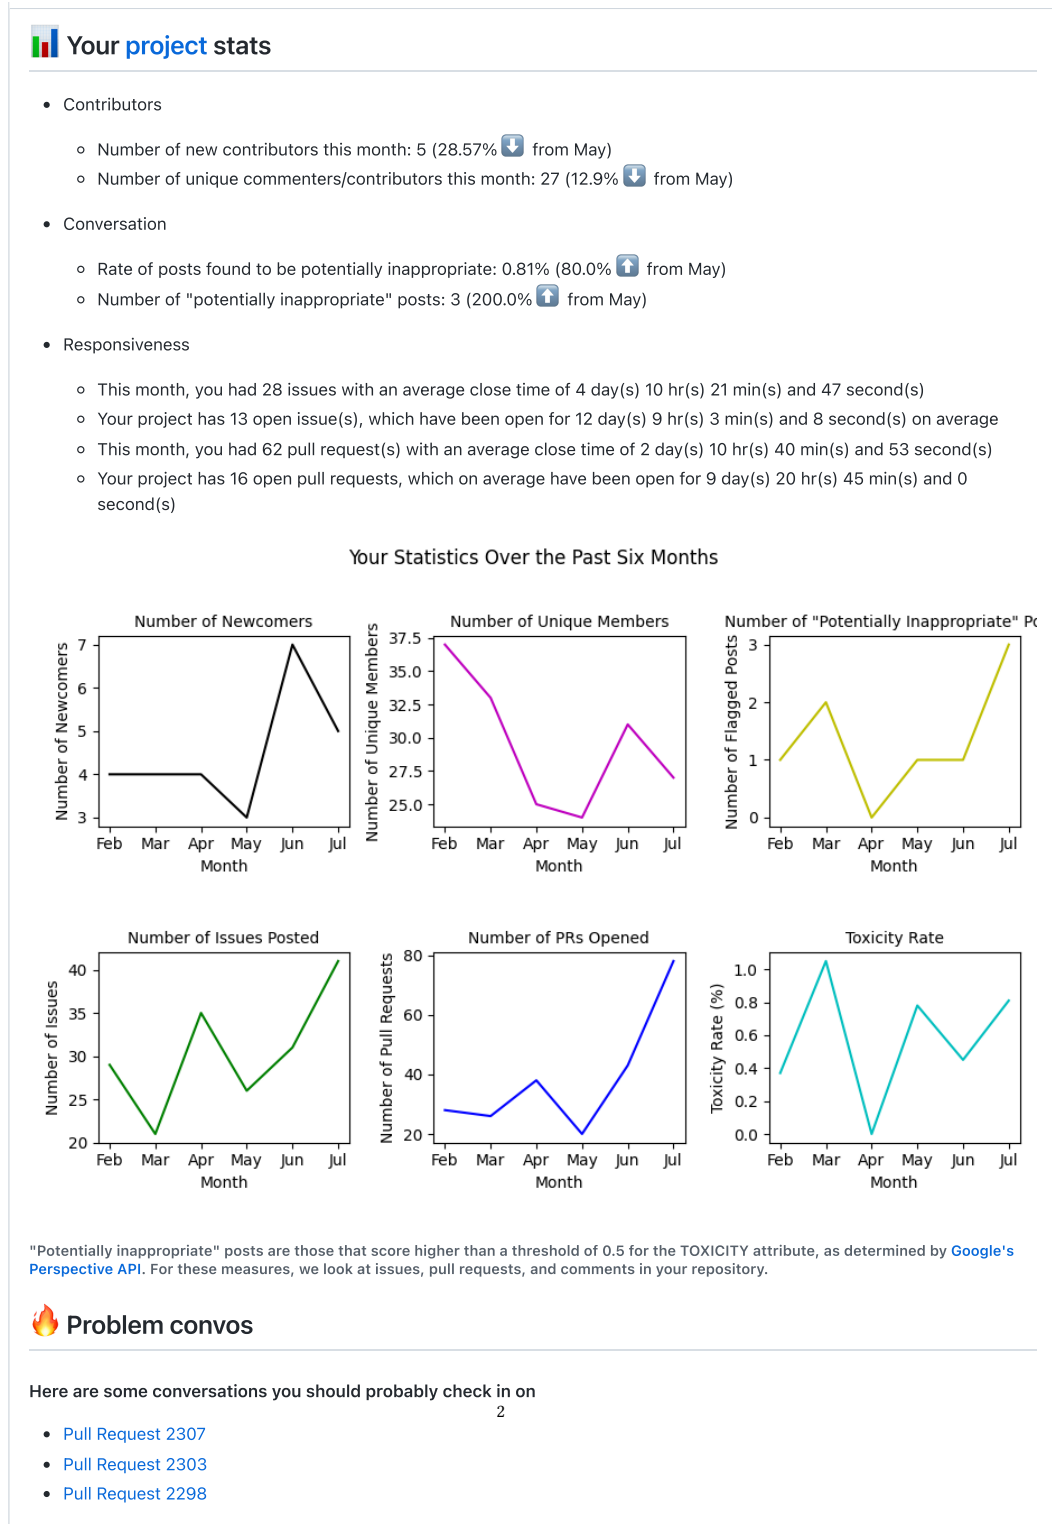 Your project stats
Contributors
Number of new contributors this month: 5 (28.57% from May)
Number of unique commenters/contributors this month: 27 (12.9% from May)
Conversation
Rate of posts found to be potentially inappropriate: 0.81% (80.0% from May)
Number of "potentially inappropriate" posts: 3 (200.0% from May)
Responsiveness
This month, you had 28 issues with an average close time of 4 day(s) 10 hr(s) 21 min(s) and 47 second(s)
Your project has 13 open issue(s), which have been open for 12 day(s) 9 hr(s) 3 min(s) and 8 second(s) on average
This month, you had 62 pull request(s) with an average close time of 2 day(s) 10 hr(s) 40 min(s) and 53 second(s)
Your project has 16 open pull requests, which on average have been open for 9 day(s) 20 hr(s) 45 min(s) and 0
second(s)
Your Statistics Over the Past Six Months
Number of Newcomers
Number of Newcomers
7
6
5
4
3
Feb Mar Apr May Jun Jul
Month
Number of Unique Members
Number of Unique Members
37.5
35.0
32.5
30.0
27.5
25.0
Feb Mar Apr May Jun Jul
Month
Number of "Potentially Inappropriate" Po
Number of Flagged Posts
3
2
1
0
Feb Mar Apr May Jun Jul
Month
Number of Issues Posted
Number of Issues
40
35
30
25
20
Feb Mar Apr May Jun Jul
Month
Number of PRs Opened
Number of Pull Requests
80
60
40
20
Feb Mar Apr May Jun Jul
Month
Toxicity Rate
Toxicity Rate (%)
1.0
0.8
0.6
0.4
0.2
0.0
Feb Mar Apr May Jun Jul
Month
"Potentially inappropriate" posts are those that score higher than a threshold of 0.5 for the TOXICITY attribute, as determined by Google's
Perspective API. For these measures, we look at issues, pull requests, and comments in your repository.
Problem convos
Here are some conversations you should probably check in on
2
Pull Request 2307
Pull Request 2303
Pull Request 2298